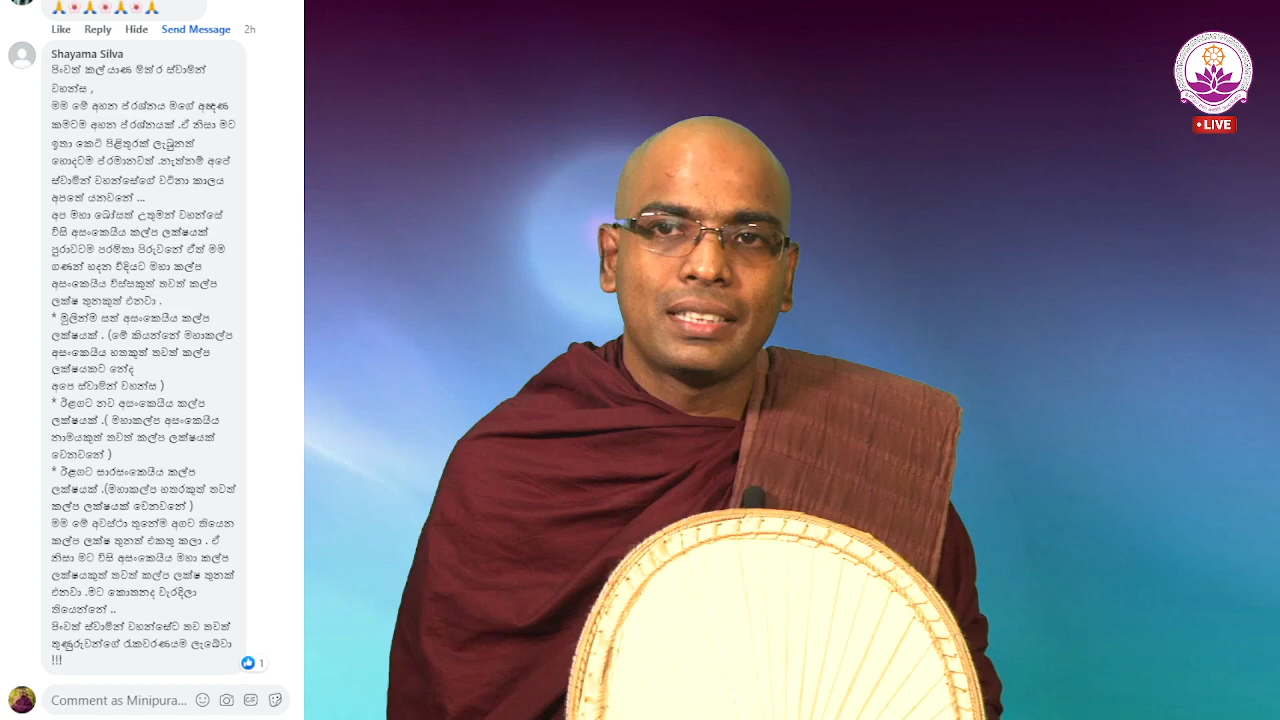 Like Reply Hide Send Message 2h
Shayama Silva
පිංවත් කල් යාණ මිත් ර ස්වාමින්
වහන්ස ,
මම මේ අහන ප් රශ්නය මගේ අඥණ
කමටම අහන ප් රශ්නයක් .ඒ නිසා මට
ඉතා කෙටි පිළිතුරක් ලැබුනත්
හොදටම ප් රමානවත් .නැත්නම් අපේ
ස්වාමින් වහන්සේගේ වටිනා කාලය
අපතේ යනවනේ ...
අප මහා බෝසත් උතුමන් වහන්සේ
විසි අසංකෙයිය කල්ප ලක්ෂයක්
පුරාවටම පරමිතා පිරුවනේ ඒත් මම
ගණන් හදන විදියට මහා කල්ප
අසංකෙයිය විස්සකුත් තවත් කල්ප
ලක්ෂ තුනකුත් එනවා .
* මුලින්ම සත් අසංකෙයිය කල්ප
ලක්ෂයක් . (මේ කියන්නේ මහාකල්ප
අසංකෙයිය හතකුත් තවත් කල්ප
ලක්ෂයකට නේද
අපෙ ස්වාමින් වහන්ස )
* ඊළගට නව අසංකෙයිය කල්ප
ලක්ෂයක් .( මහාකල්ප අසංකෙයිය
නාමයකුත් තවත් කල්ප ලක්ෂයක්
වෙනවනේ )
* ඊළගට සාරසංකෙයිය කල්ප
ලක්ෂයක් .(මහාකල්ප හතරකුත් තවත්
කල්ප ලක්ෂයක් වෙනවනේ )
මම මේ අවස්ථා තුනේම අගට තියෙන
කල්ප ලක්ෂ තුනත් එකතු කලා . ඒ
නිසා මට විසි අසංකෙයිය මහා කල්ප
ලක්ෂයකුත් තවත් කල්ප ලක්ෂ තුනක්
එනවා .මට කොතනද වැරදිලා
තියෙන්නේ ..
පිංවත් ස්වාමින් වහන්සේට තව තවත්
තුණුරුවන්ගේ රැකවරණයම ලැබේවා
!!!
1
Comment as Minipura...
• LIVE